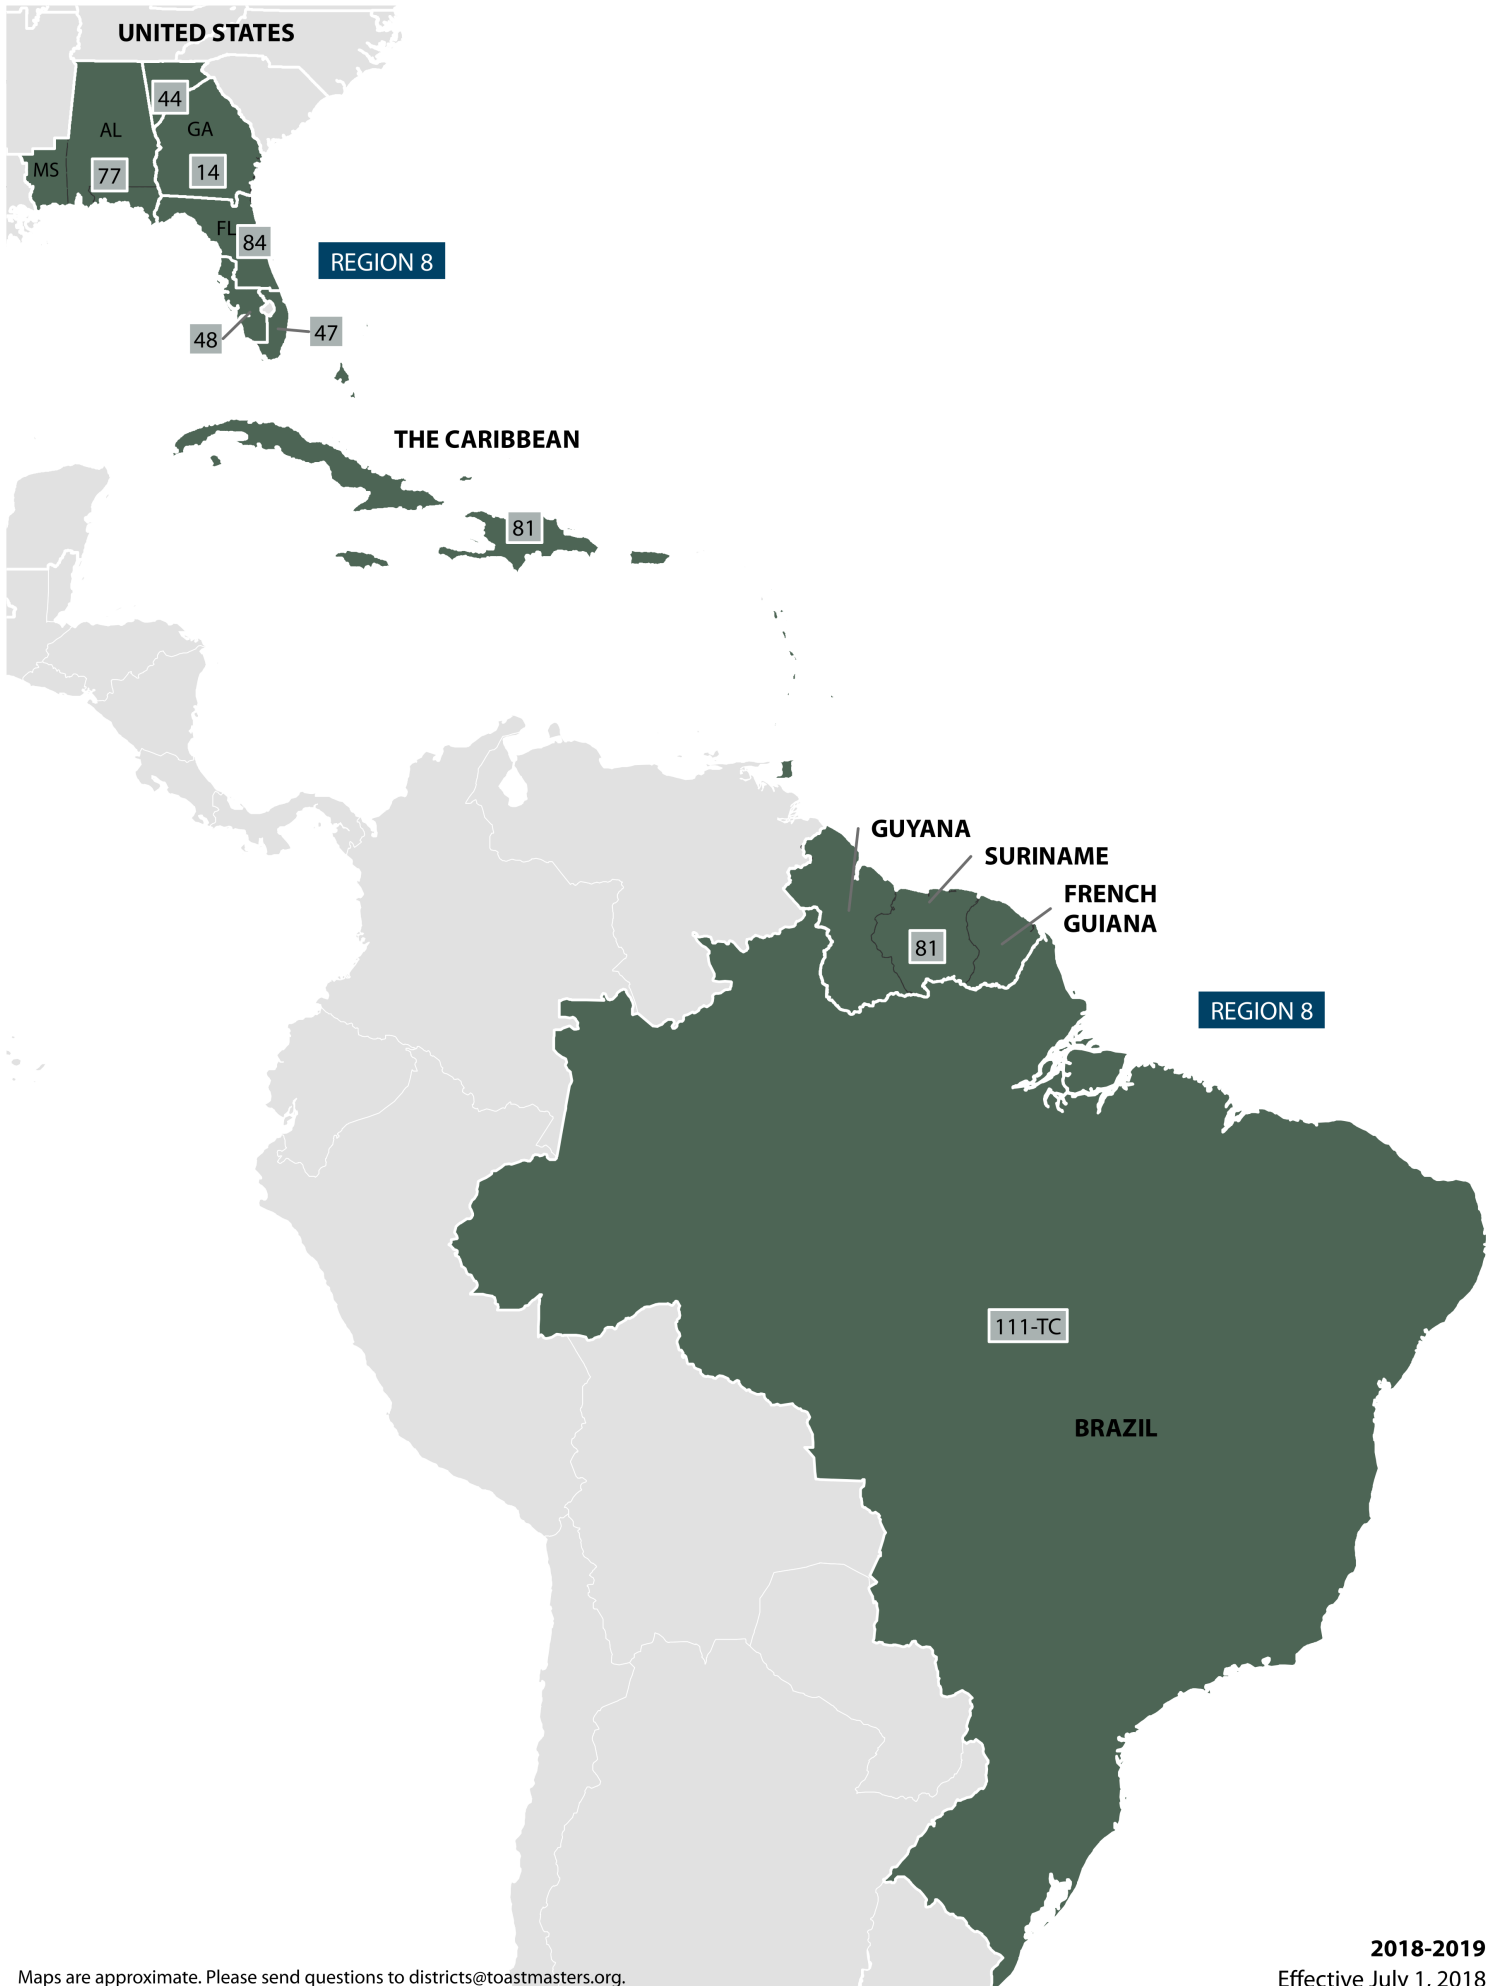 UNITED STATES
44
AL
GA
MS
77
14
FL
84
REGION 8
48
47
THE CARIBBEAN
81
GUYANA
SURINAME
FRENCH
GUIANA
81
REGION 8
111-TC
BRAZIL
2018-2019
Maps are approximate. Please send questions to districts@toastmasters.org.
Effective July 1, 2018